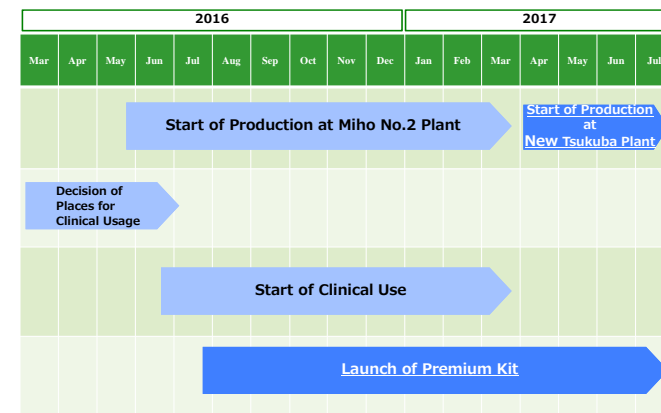 2016
2017
Mar Apr May Jun Jul Aug Sep Oct Nov Dec Jan Feb Mar Apr May Jun Jul
Start of Production at Miho No.2 Plant
Start of Production
at
New Tsukuba Plant
Decision of
Places for
Clinical Usage
Start of Clinical Use
Launch of Premium Kit